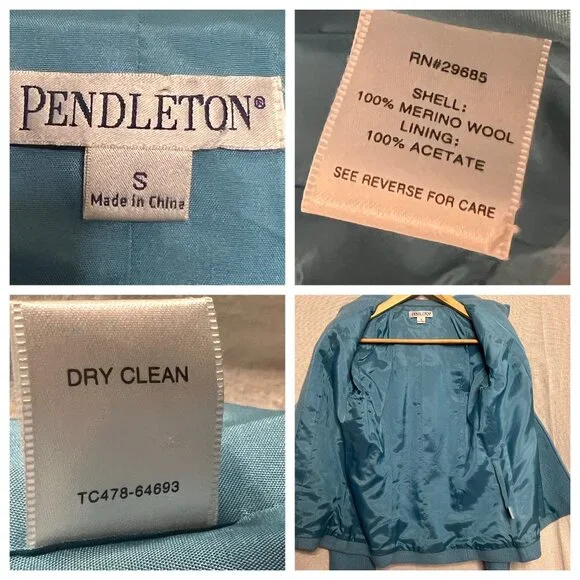 PENDLETON®
S
Made in China
RN#29685
SHELL:
100% MERINO WOOL
LINING:
100% ACETATE
SEE REVERSE FOR CARE
DRY CLEAN
TC478-64693
PENDLETON